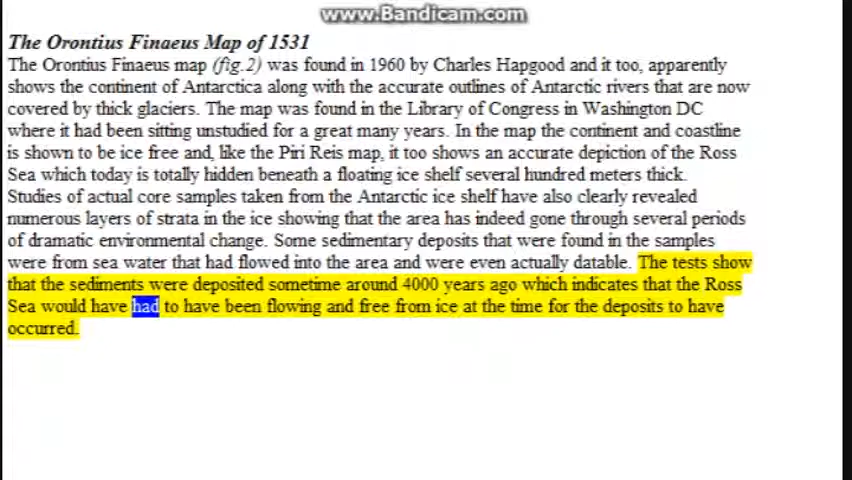 www.Bandicam.com
The Orontius Finaeus Map of 1531
The Orontius Finaeus map (fig.2) was found in 1960 by Charles Hapgood and it too, apparently
shows the continent of Antarctica along with the accurate outlines of Antarctic rivers that are now
covered by thick glaciers. The map was found in the Library of Congress in Washington DC
where it had been sitting unstudied for a great many years. In the map the continent and coastline
is shown to be ice free and, like the Piri Reis map, it too shows an accurate depiction of the Ross
Sea which today is totally hidden beneath a floating ice shelf several hundred meters thick.
Studies of actual core samples taken from the Antarctic ice shelf have also clearly revealed
numerous layers of strata in the ice showing that the area has indeed gone through several periods
of dramatic environmental change. Some sedimentary deposits that were found in the samples
were from sea water that had flowed into the area and were even actually datable. The tests show
that the sediments were deposited sometime around 4000 years ago which indicates that the Ross
Sea would have had to have been flowing and free from ice at the time for the deposits to have
occurred.